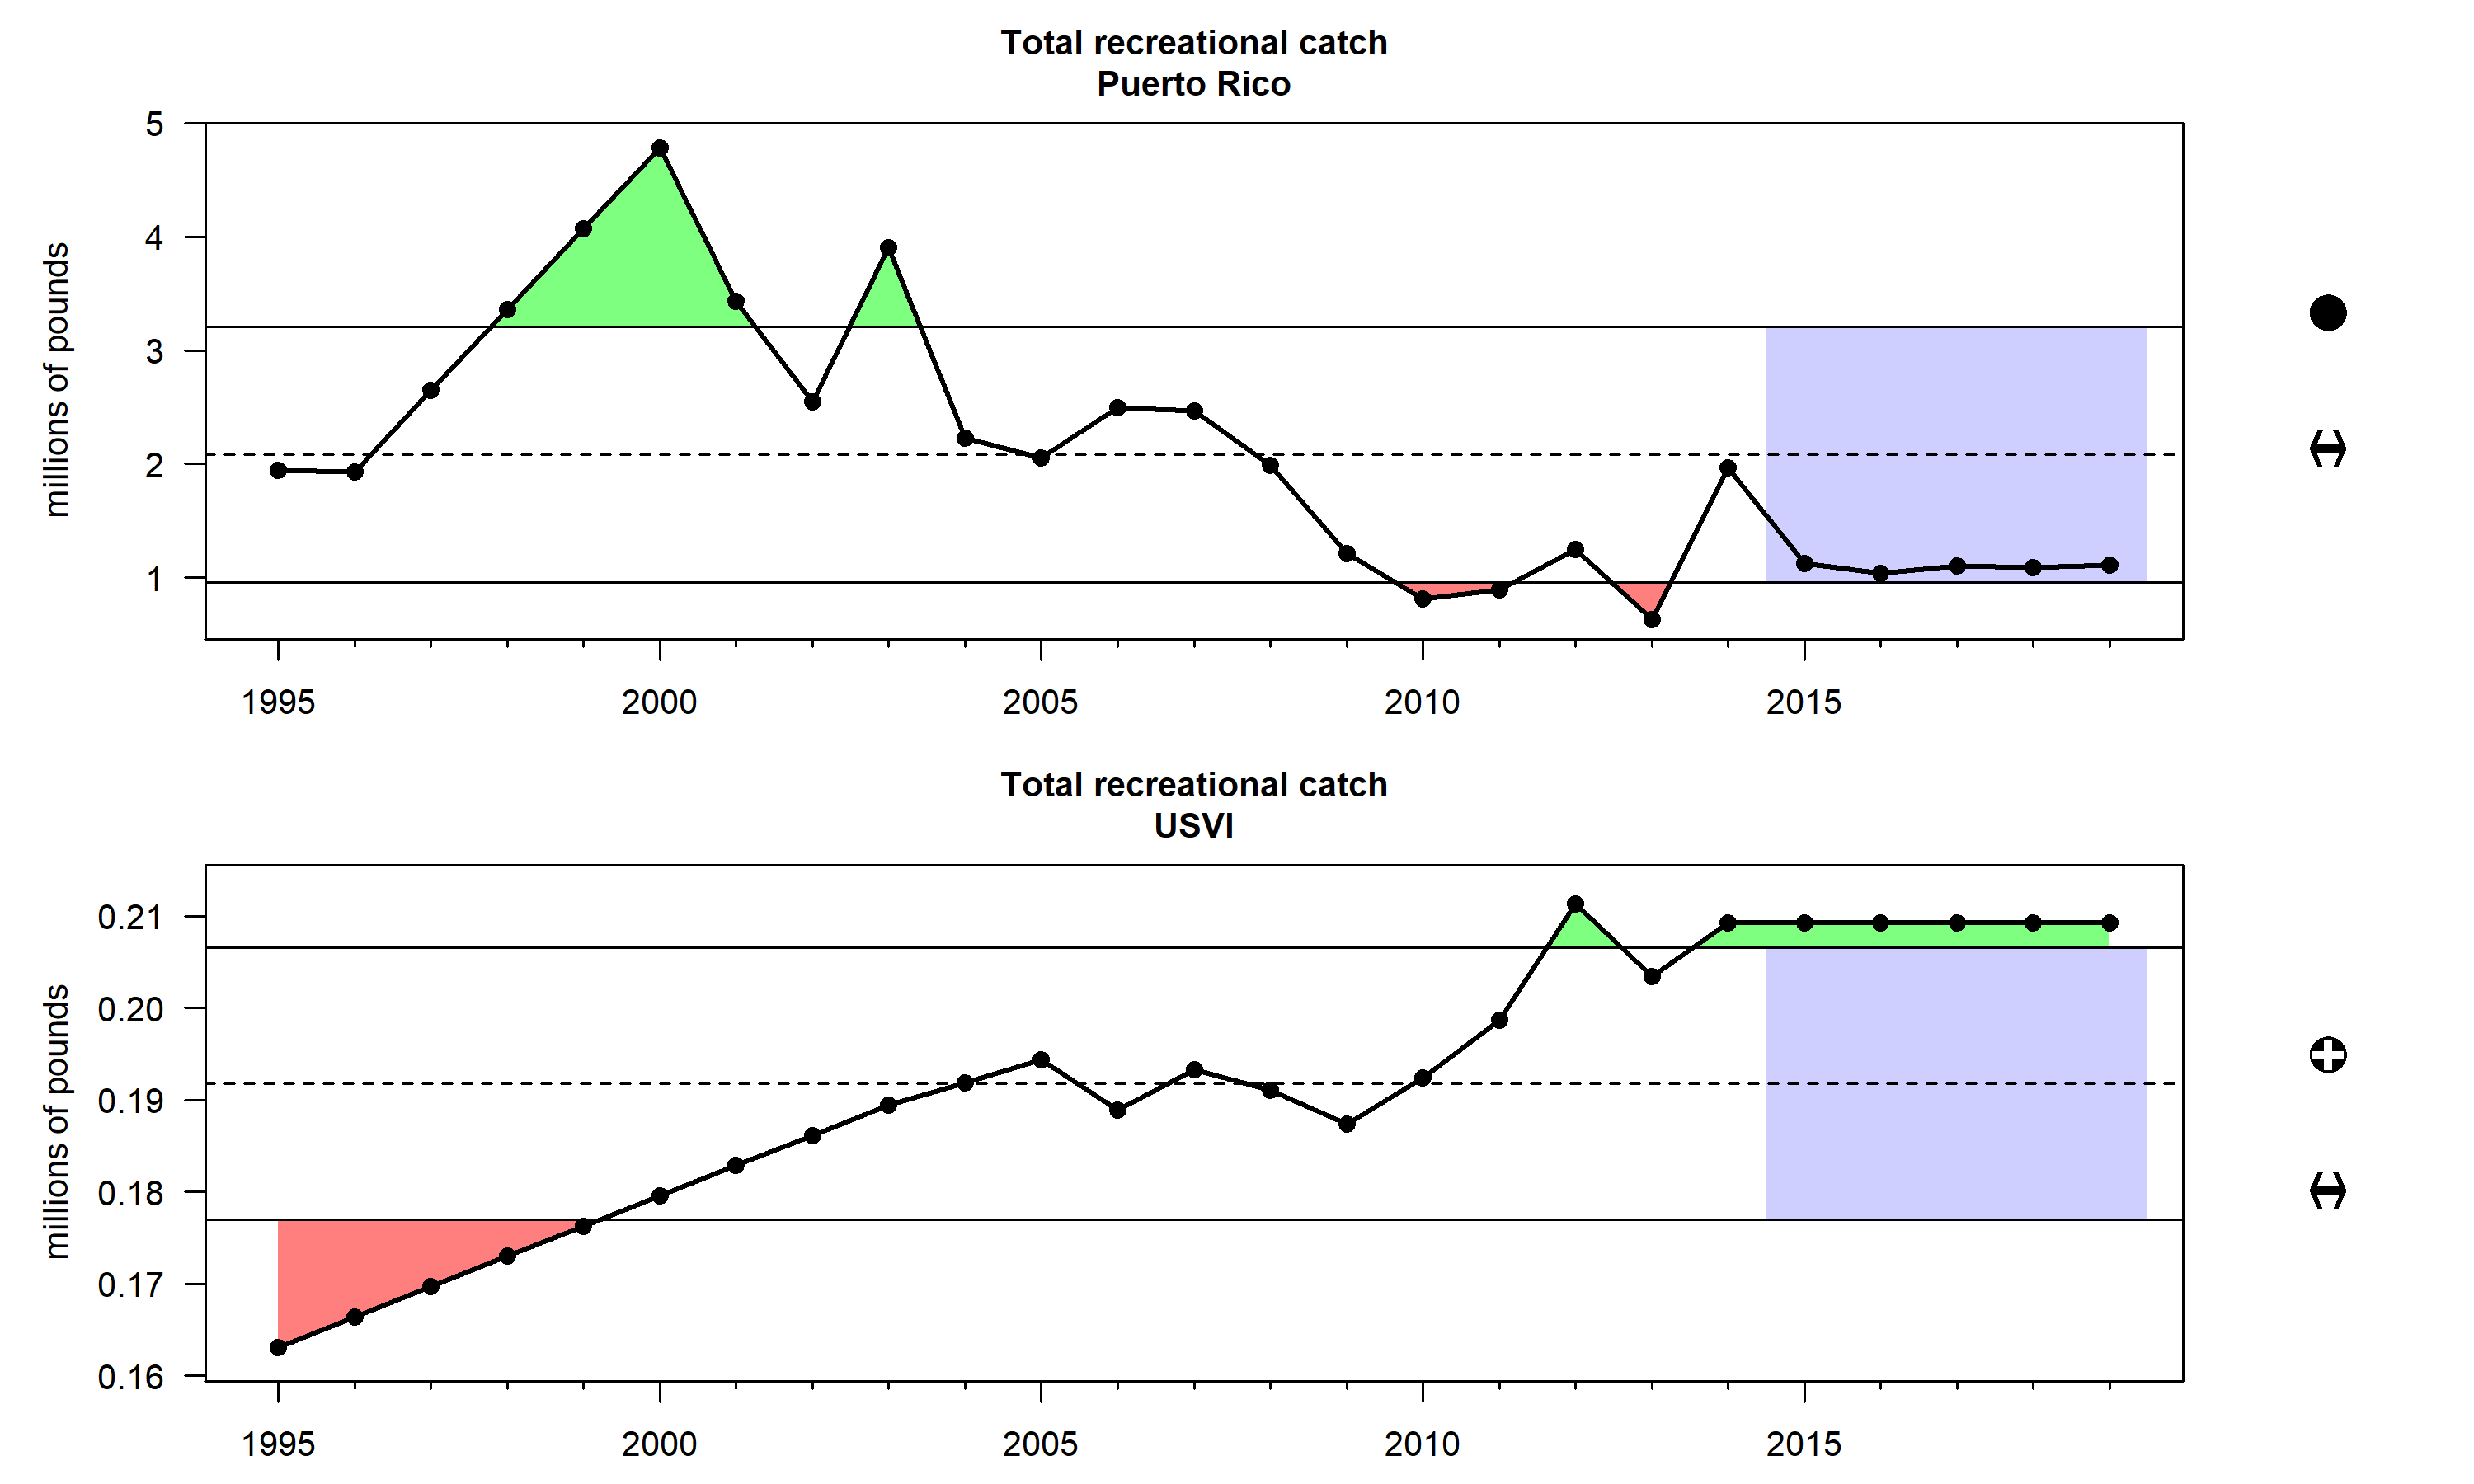 Total recreational catch
Puerto Rico
millions of pounds
5
4
3
2
1
1995 2000 2005 2010 2015
Total recreational catch
USVI
millions of pounds
0.21
0.20
0.19
0.18
0.17
0.16
1995 2000 2005 2010 2015